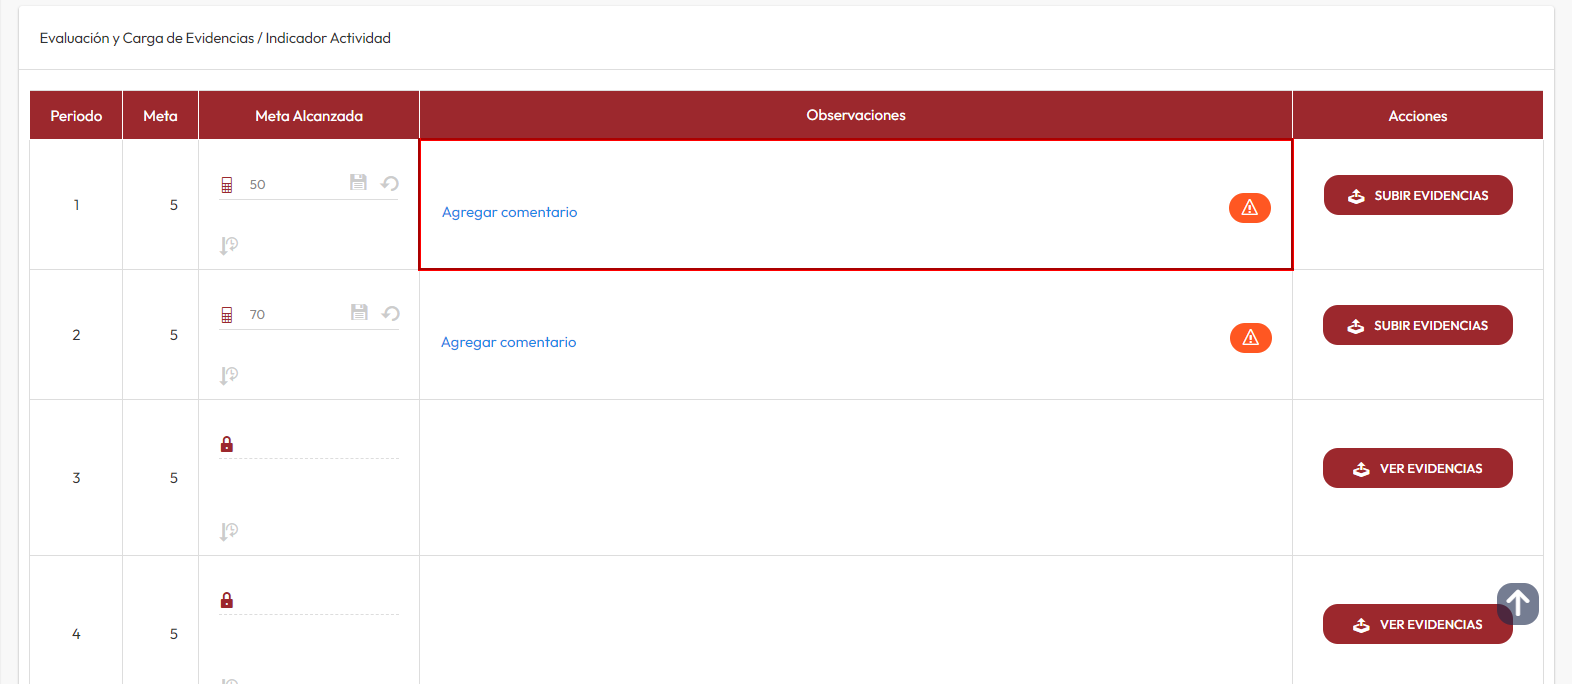 Evaluación y Carga de Evidencias / Indicador Actividad
Periodo Meta Meta Alcanzada Observaciones Acciones
1 5 50 Agregar comentario SUBIR EVIDENCIAS
2 5 70 Agregar comentario SUBIR EVIDENCIAS
3 5 VER EVIDENCIAS
4 5 VER EVIDENCIAS